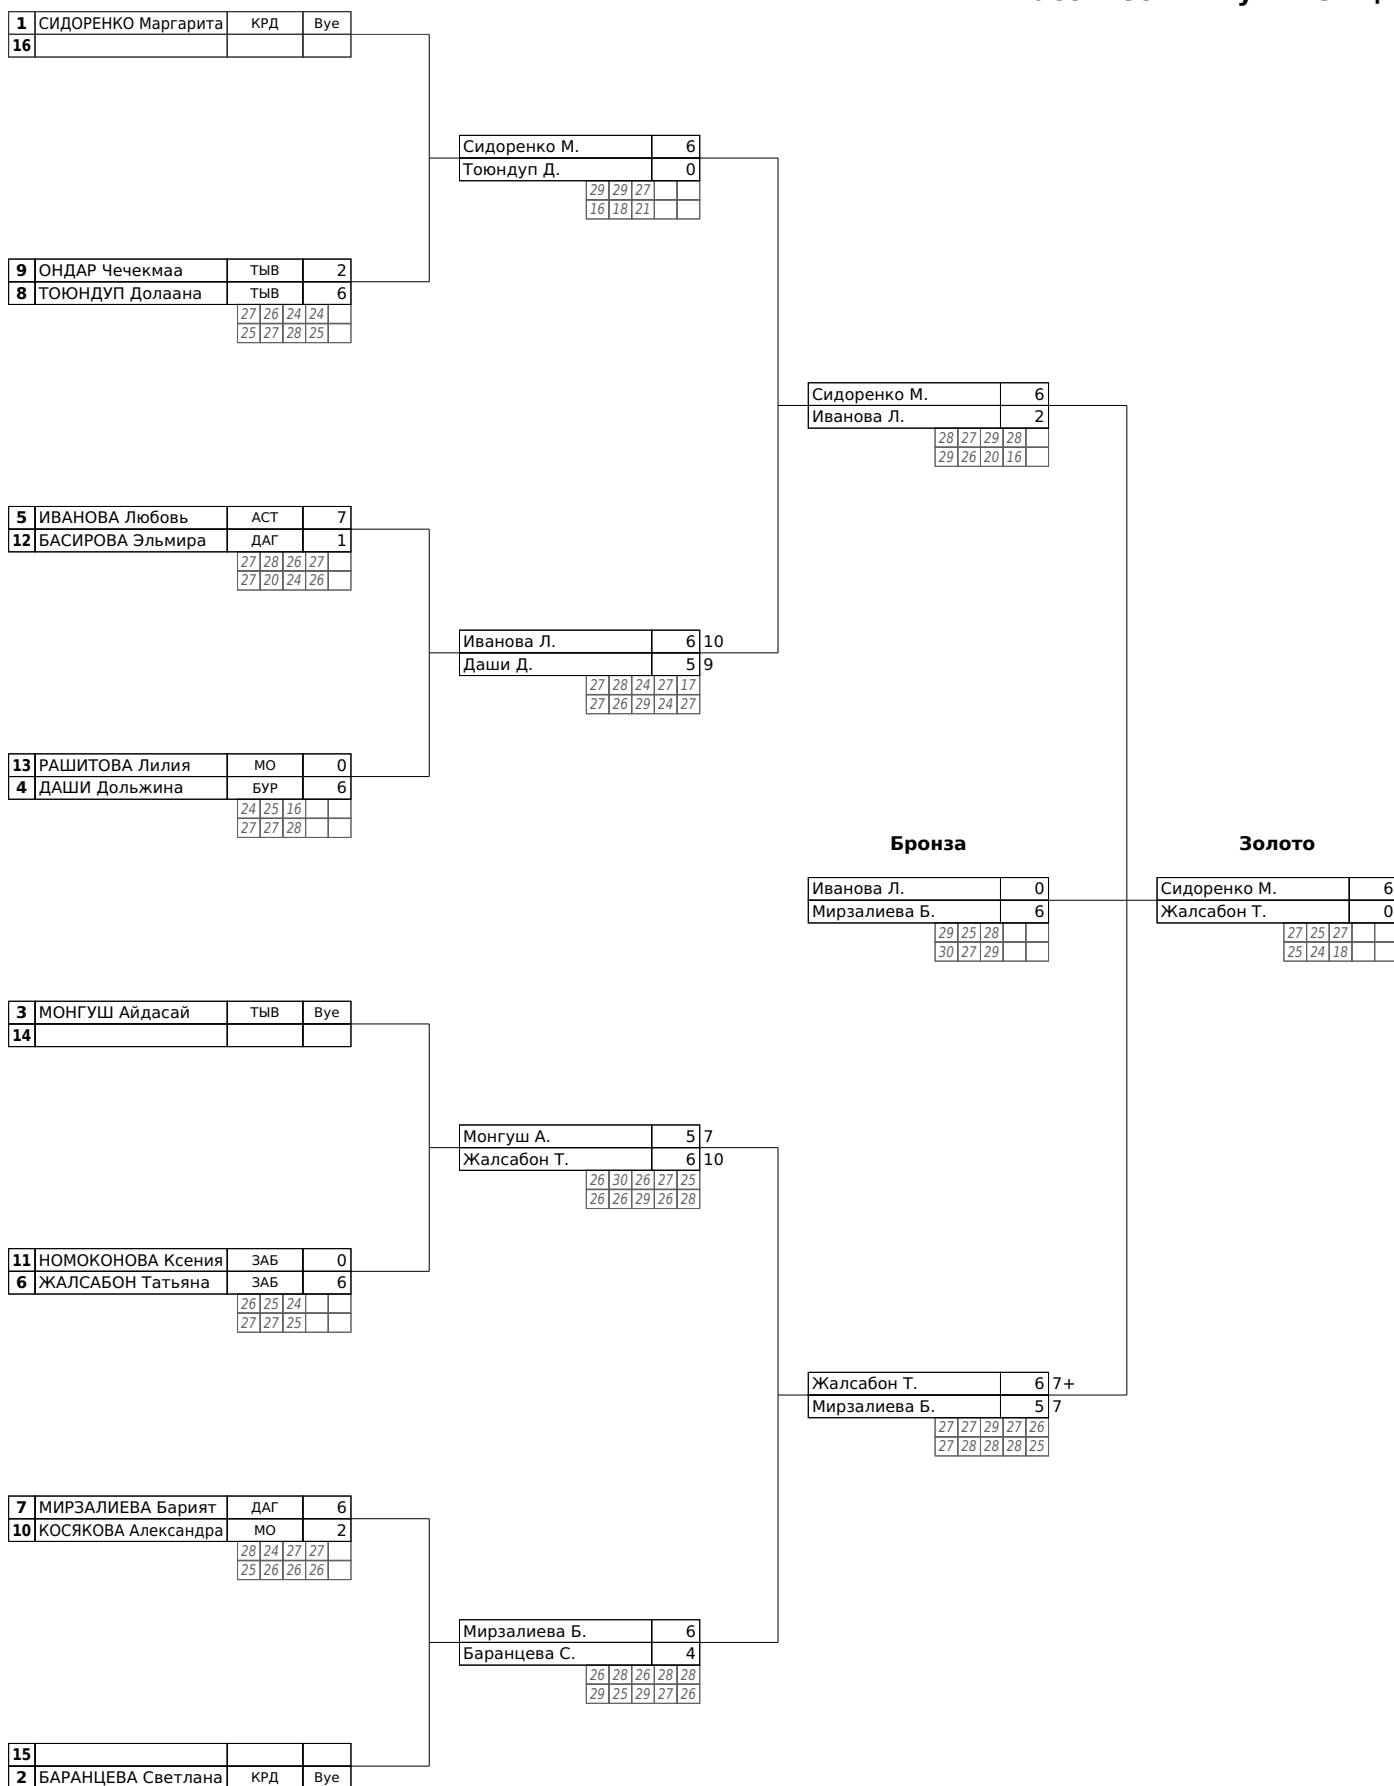 1 СИДОРЕНКО Маргарита КРД Bye
16
Сидоренко М. 6
Тоюндуп Д. 0
29 29 27
16 18 21
9 ОНДАР Чечекмаа ТЫВ 2
8 ТОЮНДУП Долаана ТЫВ 6
27 26 24 24
25 27 28 25
Сидоренко М. 6
Иванова Л. 2
28 27 29 28
29 26 20 16
5 ИВАНОВА Любовь АСТ 7
12 БАСИРОВА Эльмира ДАГ 1
27 28 26 27
27 20 24 26
Иванова Л. 6 10
Даши Д. 5 9
27 28 24 27 17
27 26 29 24 27
13 РАШИТОВА Лилия МО 0
4 ДАШИ Дольжина БУР 6
24 25 16
27 27 28
Бронза Золото
Иванова Л. 0 Сидоренко М. 6
Мирзалиева Б. 6 Жалсабон Т. 0
29 25 28 27 25 27
30 27 29 25 24 18
3 МОНГУШ Айдасай ТЫВ Bye
14
Монгуш А. 5 7
Жалсабон Т. 6 10
26 30 26 27 25
26 26 29 26 28
11 НОМОКОНОВА Ксения ЗАБ 0
6 ЖАЛСАБОН Татьяна ЗАБ 6
26 25 24
27 27 25
Жалсабон Т. 6 7+
Мирзалиева Б. 5 7
27 27 29 27 26
27 28 28 28 25
7 МИРЗАЛИЕВА Барият ДАГ 6
10 КОСЯКОВА Александра МО 2
28 24 27 27
25 26 26 26
Мирзалиева Б. 6
Баранцева С. 4
26 28 26 28 28
29 25 29 27 26
15
2 БАРАНЦЕВА Светлана КРД Bye